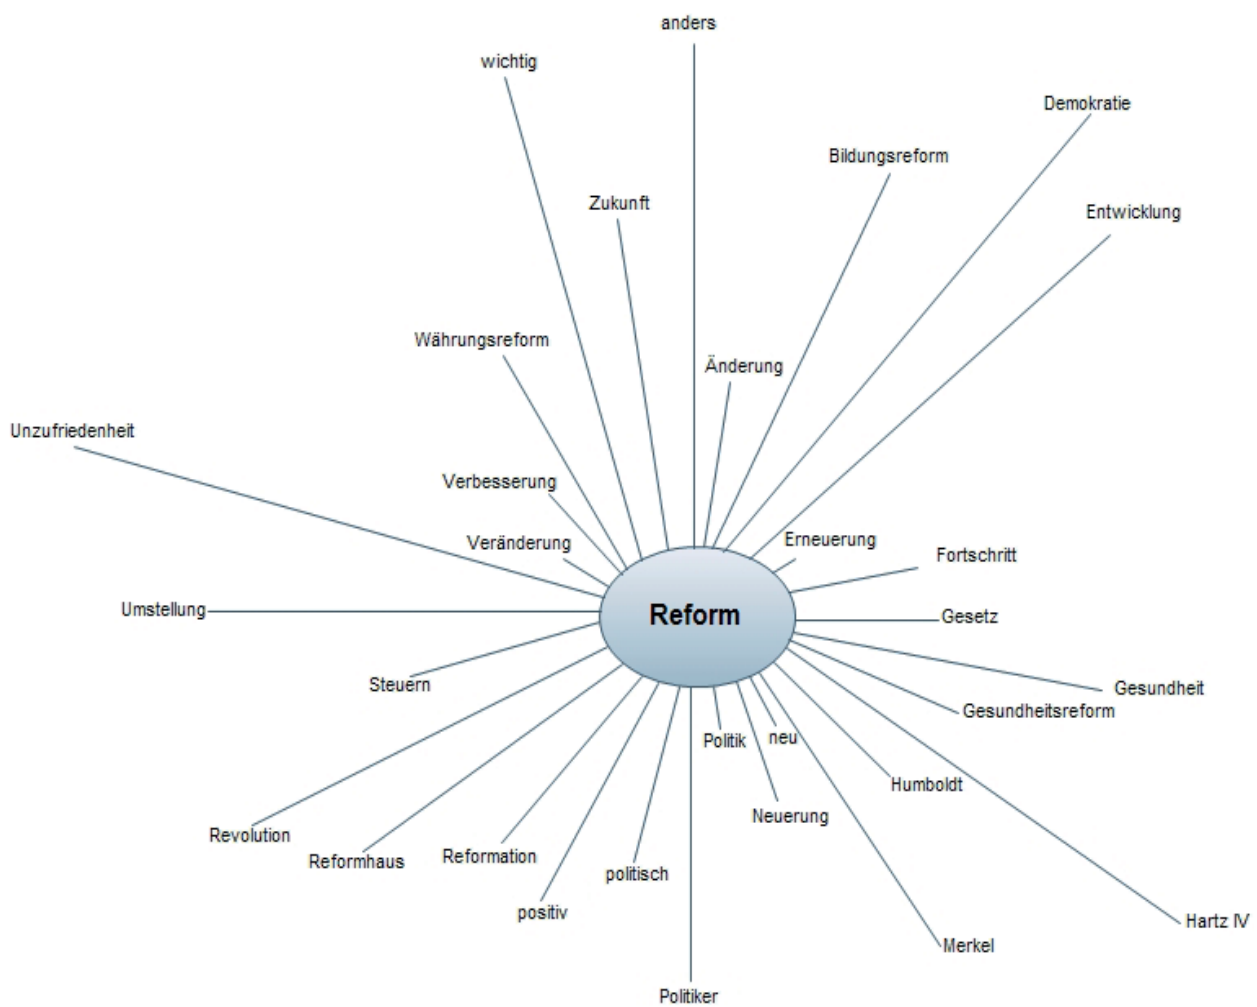 anders
wichtig
Demokratie
Bildungsreform
Zukunft
Entwicklung
Währungsreform
Änderung
Unzufriedenheit
Verbesserung
Veränderung
Erneuerung
Fortschritt
Umstellung
Reform
Gesetz
Steuern
Gesundheit
Gesundheitsreform
Politik
neu
Humboldt
Neuerung
Revolution
Reformhaus
Reformation
politisch
positiv
Hartz IV
Merkel
Politiker